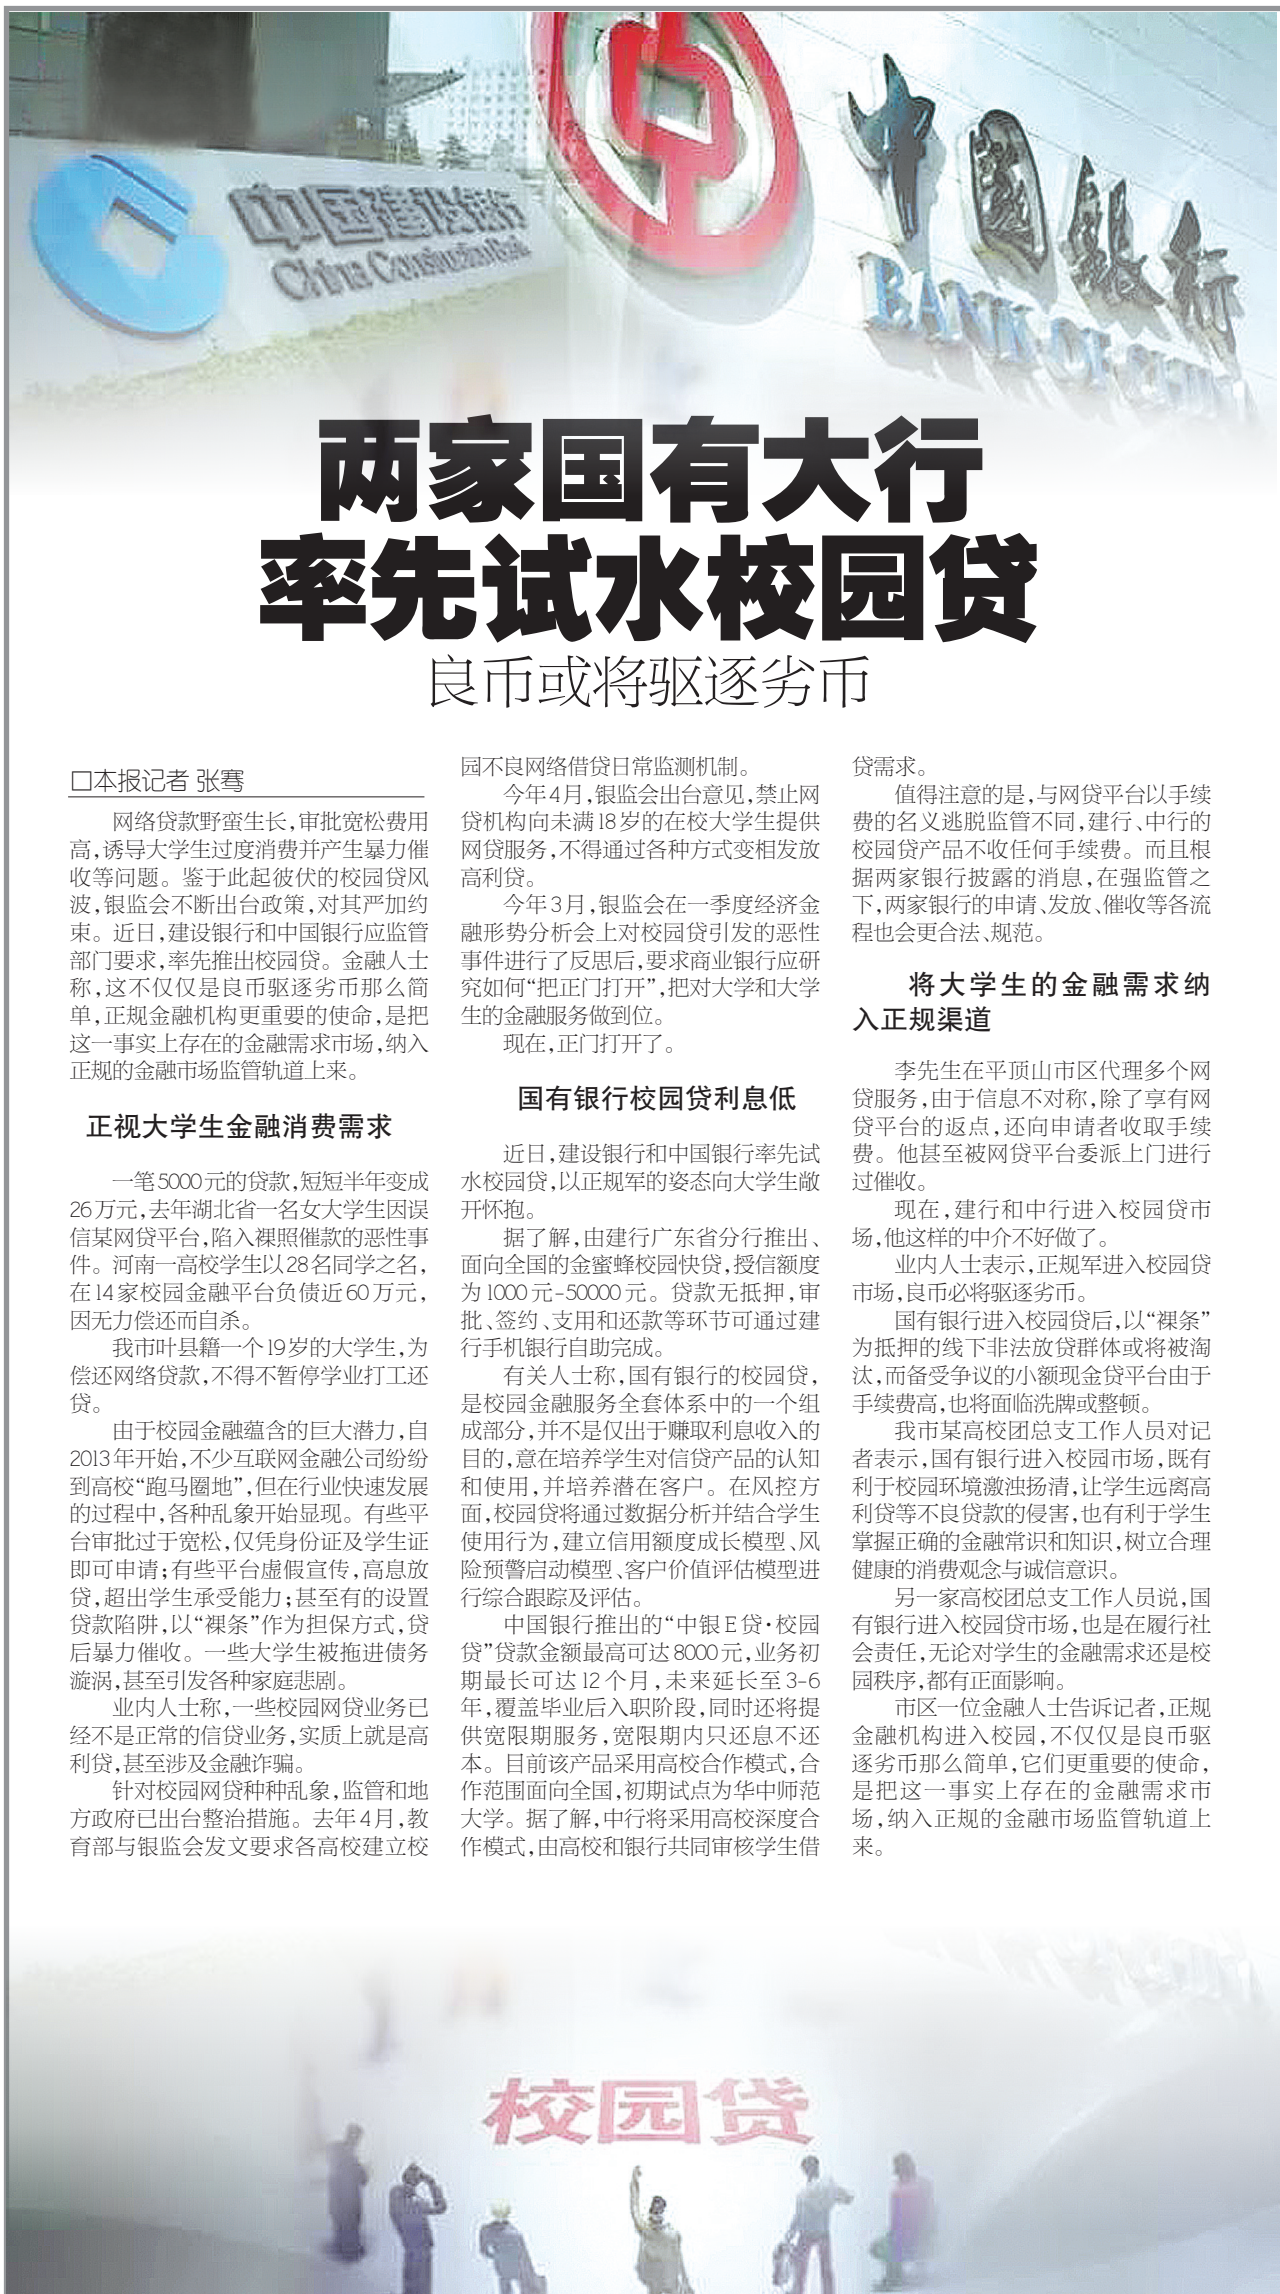 中国建设银行
China Construction Bank
中国银行
BANK OF CHINA
两家国有大行
率先试水校园贷
良币或将驱逐劣币
□本报记者 张骞
网络贷款野蛮生长,审批宽松费用
高,诱导大学生过度消费并产生暴力催
收等问题。鉴于此起彼伏的校园贷风
波,银监会不断出台政策,对其严加约
束。近日,建设银行和中国银行应监管
部门要求,率先推出校园贷。金融人士
称,这不仅仅是良币驱逐劣币那么简
单,正规金融机构更重要的使命,是把
这一事实上存在的金融需求市场,纳入
正规的金融市场监管轨道上来。
正视大学生金融消费需求
一笔5000元的贷款,短短半年变成
26万元,去年湖北省一名女大学生因误
信某网贷平台,陷入裸照催款的恶性事
件。河南一高校学生以28名同学之名,
在14家校园金融平台负债近60万元,
因无力偿还而自杀。
我市叶县籍一个19岁的大学生,为
偿还网络贷款,不得不暂停学业打工还
贷。
由于校园金融蕴含的巨大潜力,自
2013年开始,不少互联网金融公司纷纷
到高校“跑马圈地”,但在行业快速发展
的过程中,各种乱象开始显现。有些平
台审批过于宽松,仅凭身份证及学生证
即可申请;有些平台虚假宣传,高息放
贷,超出学生承受能力;甚至有的设置
贷款陷阱,以“裸条”作为担保方式,贷
后暴力催收。一些大学生被拖进债务
漩涡,甚至引发各种家庭悲剧。
业内人士称,一些校园网贷业务已
经不是正常的信贷业务,实质上就是高
利贷,甚至涉及金融诈骗。
针对校园网贷种种乱象,监管和地
方政府已出台整治措施。去年4月,教
育部与银监会发文要求各高校建立校
园不良网络借贷日常监测机制。
今年4月,银监会出台意见,禁止网
贷机构向未满18岁的在校大学生提供
网贷服务,不得通过各种方式变相发放
高利贷。
今年3月,银监会在一季度经济金
融形势分析会上对校园贷引发的恶性
事件进行了反思后,要求商业银行应研
究如何“把正门打开”,把对大学和大学
生的金融服务做到位。
现在,正门打开了。
国有银行校园贷利息低
近日,建设银行和中国银行率先试
水校园贷,以正规军的姿态向大学生敞
开怀抱。
据了解,由建行广东省分行推出、
面向全国的金蜜蜂校园快贷,授信额度
为1000元-50000元。贷款无抵押,审
批、签约、支用和还款等环节可通过建
行手机银行自助完成。
有关人士称,国有银行的校园贷,
是校园金融服务全套体系中的一个组
成部分,并不是仅出于赚取利息收入的
目的,意在培养学生对信贷产品的认知
和使用,并培养潜在客户。在风控方
面,校园贷将通过数据分析并结合学生
使用行为,建立信用额度成长模型、风
险预警启动模型、客户价值评估模型进
行综合跟踪及评估。
中国银行推出的“中银E贷·校园
贷”贷款金额最高可达8000元,业务初
期最长可达12个月,未来延长至3-6
年,覆盖毕业后入职阶段,同时还将提
供宽限期服务,宽限期内只还息不还
本。目前该产品采用高校合作模式,合
作范围面向全国,初期试点为华中师范
大学。据了解,中行将采用高校深度合
作模式,由高校和银行共同审核学生借
贷需求。
值得注意的是,与网贷平台以手续
费的名义逃脱监管不同,建行、中行的
校园贷产品不收任何手续费。而且根
据两家银行披露的消息,在强监管之
下,两家银行的申请、发放、催收等各流
程也会更合法、规范。
将大学生的金融需求纳
入正规渠道
李先生在平顶山市区代理多个网
贷服务,由于信息不对称,除了享有网
贷平台的返点,还向申请者收取手续
费。他甚至被网贷平台委派上门进行
过催收。
现在,建行和中行进入校园贷市
场,他这样的中介不好做了。
业内人士表示,正规军进入校园贷
市场,良币必将驱逐劣币。
国有银行进入校园贷后,以“裸条”
为抵押的线下非法放贷群体或将被淘
汰,而备受争议的小额现金贷平台由于
手续费高,也将面临洗牌或整顿。
我市某高校团总支工作人员对记
者表示,国有银行进入校园市场,既有
利于校园环境激浊扬清,让学生远离高
利贷等不良贷款的侵害,也有利于学生
掌握正确的金融常识和知识,树立合理
健康的消费观念与诚信意识。
另一家高校团总支工作人员说,国
有银行进入校园贷市场,也是在履行社
会责任,无论对学生的金融需求还是校
园秩序,都有正面影响。
市区一位金融人士告诉记者,正规
金融机构进入校园,不仅仅是良币驱
逐劣币那么简单,它们更重要的使命,
是把这一事实上存在的金融需求市
场,纳入正规的金融市场监管轨道上
来。
校园贷